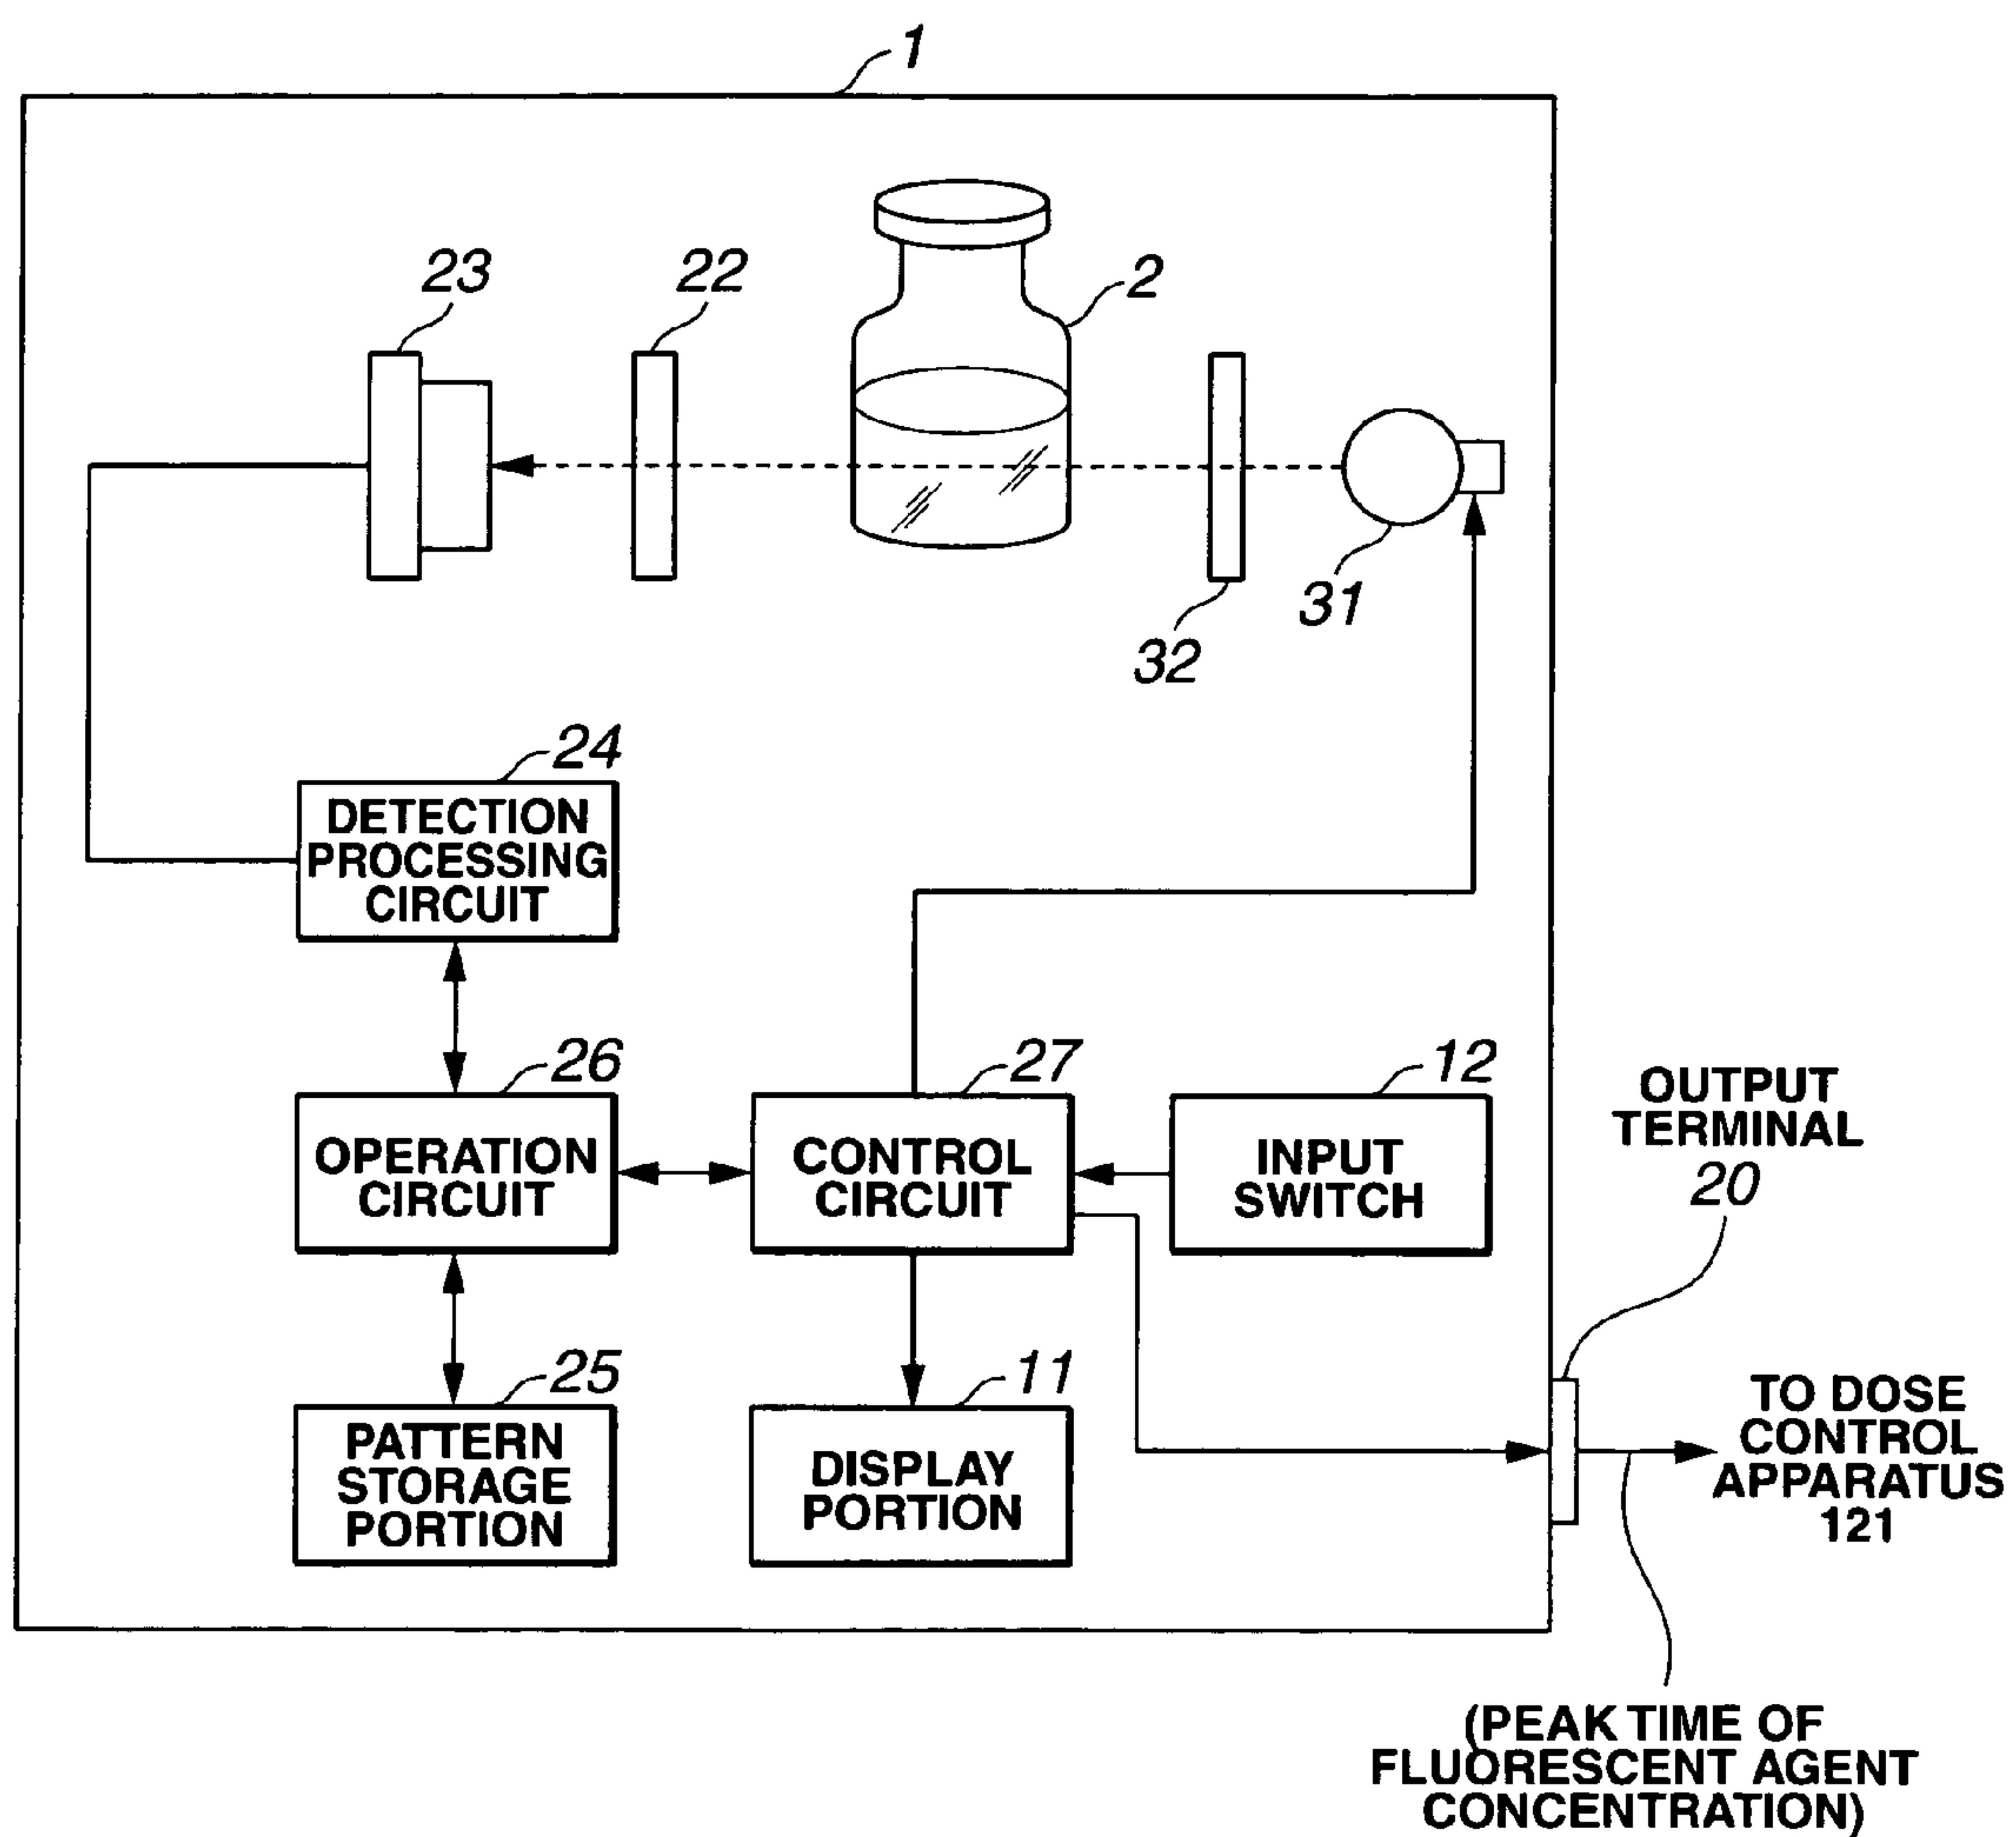 1
23
22
2
31
32
24
DETECTION
PROCESSING
CIRCUIT
26
OPERATION
CIRCUIT
27
CONTROL
CIRCUIT
12
INPUT
SWITCH
OUTPUT
TERMINAL
20
25
PATTERN
STORAGE
PORTION
11
DISPLAY
PORTION
TO DOSE
CONTROL
APPARATUS
121
(PEAK TIME OF
FLUORESCENT AGENT
CONCENTRATION)